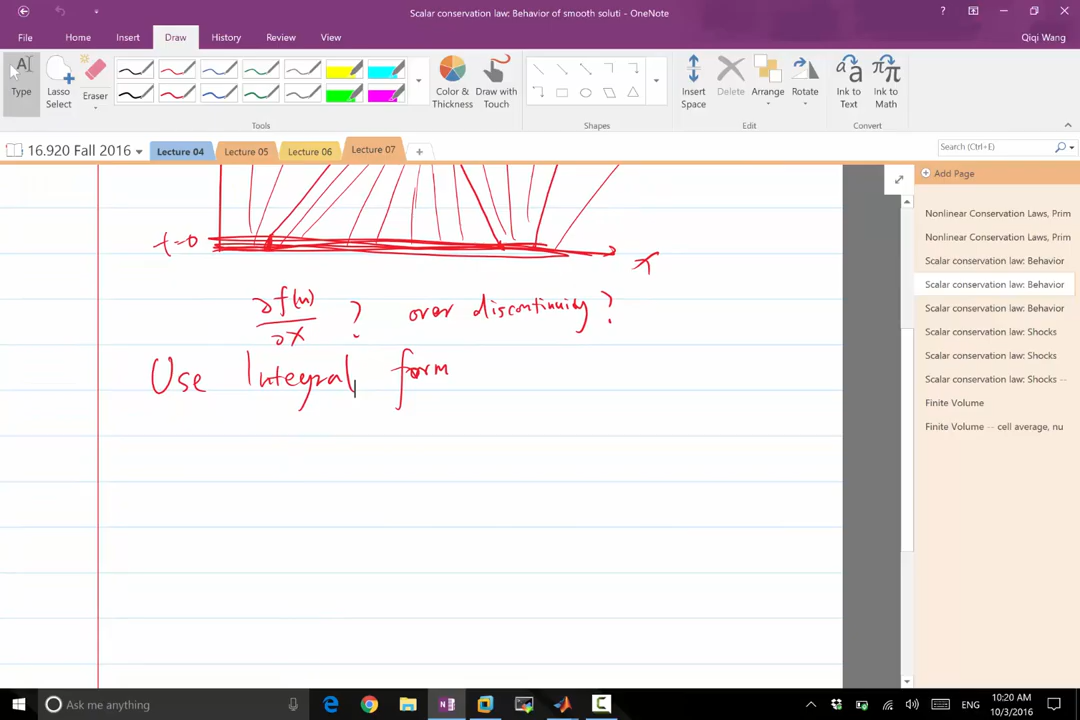 Scalar conservation law: Behavior of smooth soluti - OneNote
?
File Home Insert Draw History Review View Qiqi Wang
Type
Lasso Select
Eraser
Color & Thickness
Draw with Touch
Insert Space
Delete
Arrange
Rotate
Ink to Text
Ink to Math
Tools Shapes Edit Convert
16.920 Fall 2016 Lecture 04 Lecture 05 Lecture 06 Lecture 07 Search (Ctrl+E)
Add Page
Nonlinear Conservation Laws, Prim
Nonlinear Conservation Laws, Prim
Scalar conservation law: Behavior
Scalar conservation law: Behavior
Scalar conservation law: Behavior
Scalar conservation law: Shocks
Scalar conservation law: Shocks
Scalar conservation law: Shocks --
Finite Volume
Finite Volume -- cell average, nu
t=0
x
∂f(u)/∂x ? over discontinuity ?
Use Integral form
Ask me anything
ENG
10:20 AM
10/3/2016